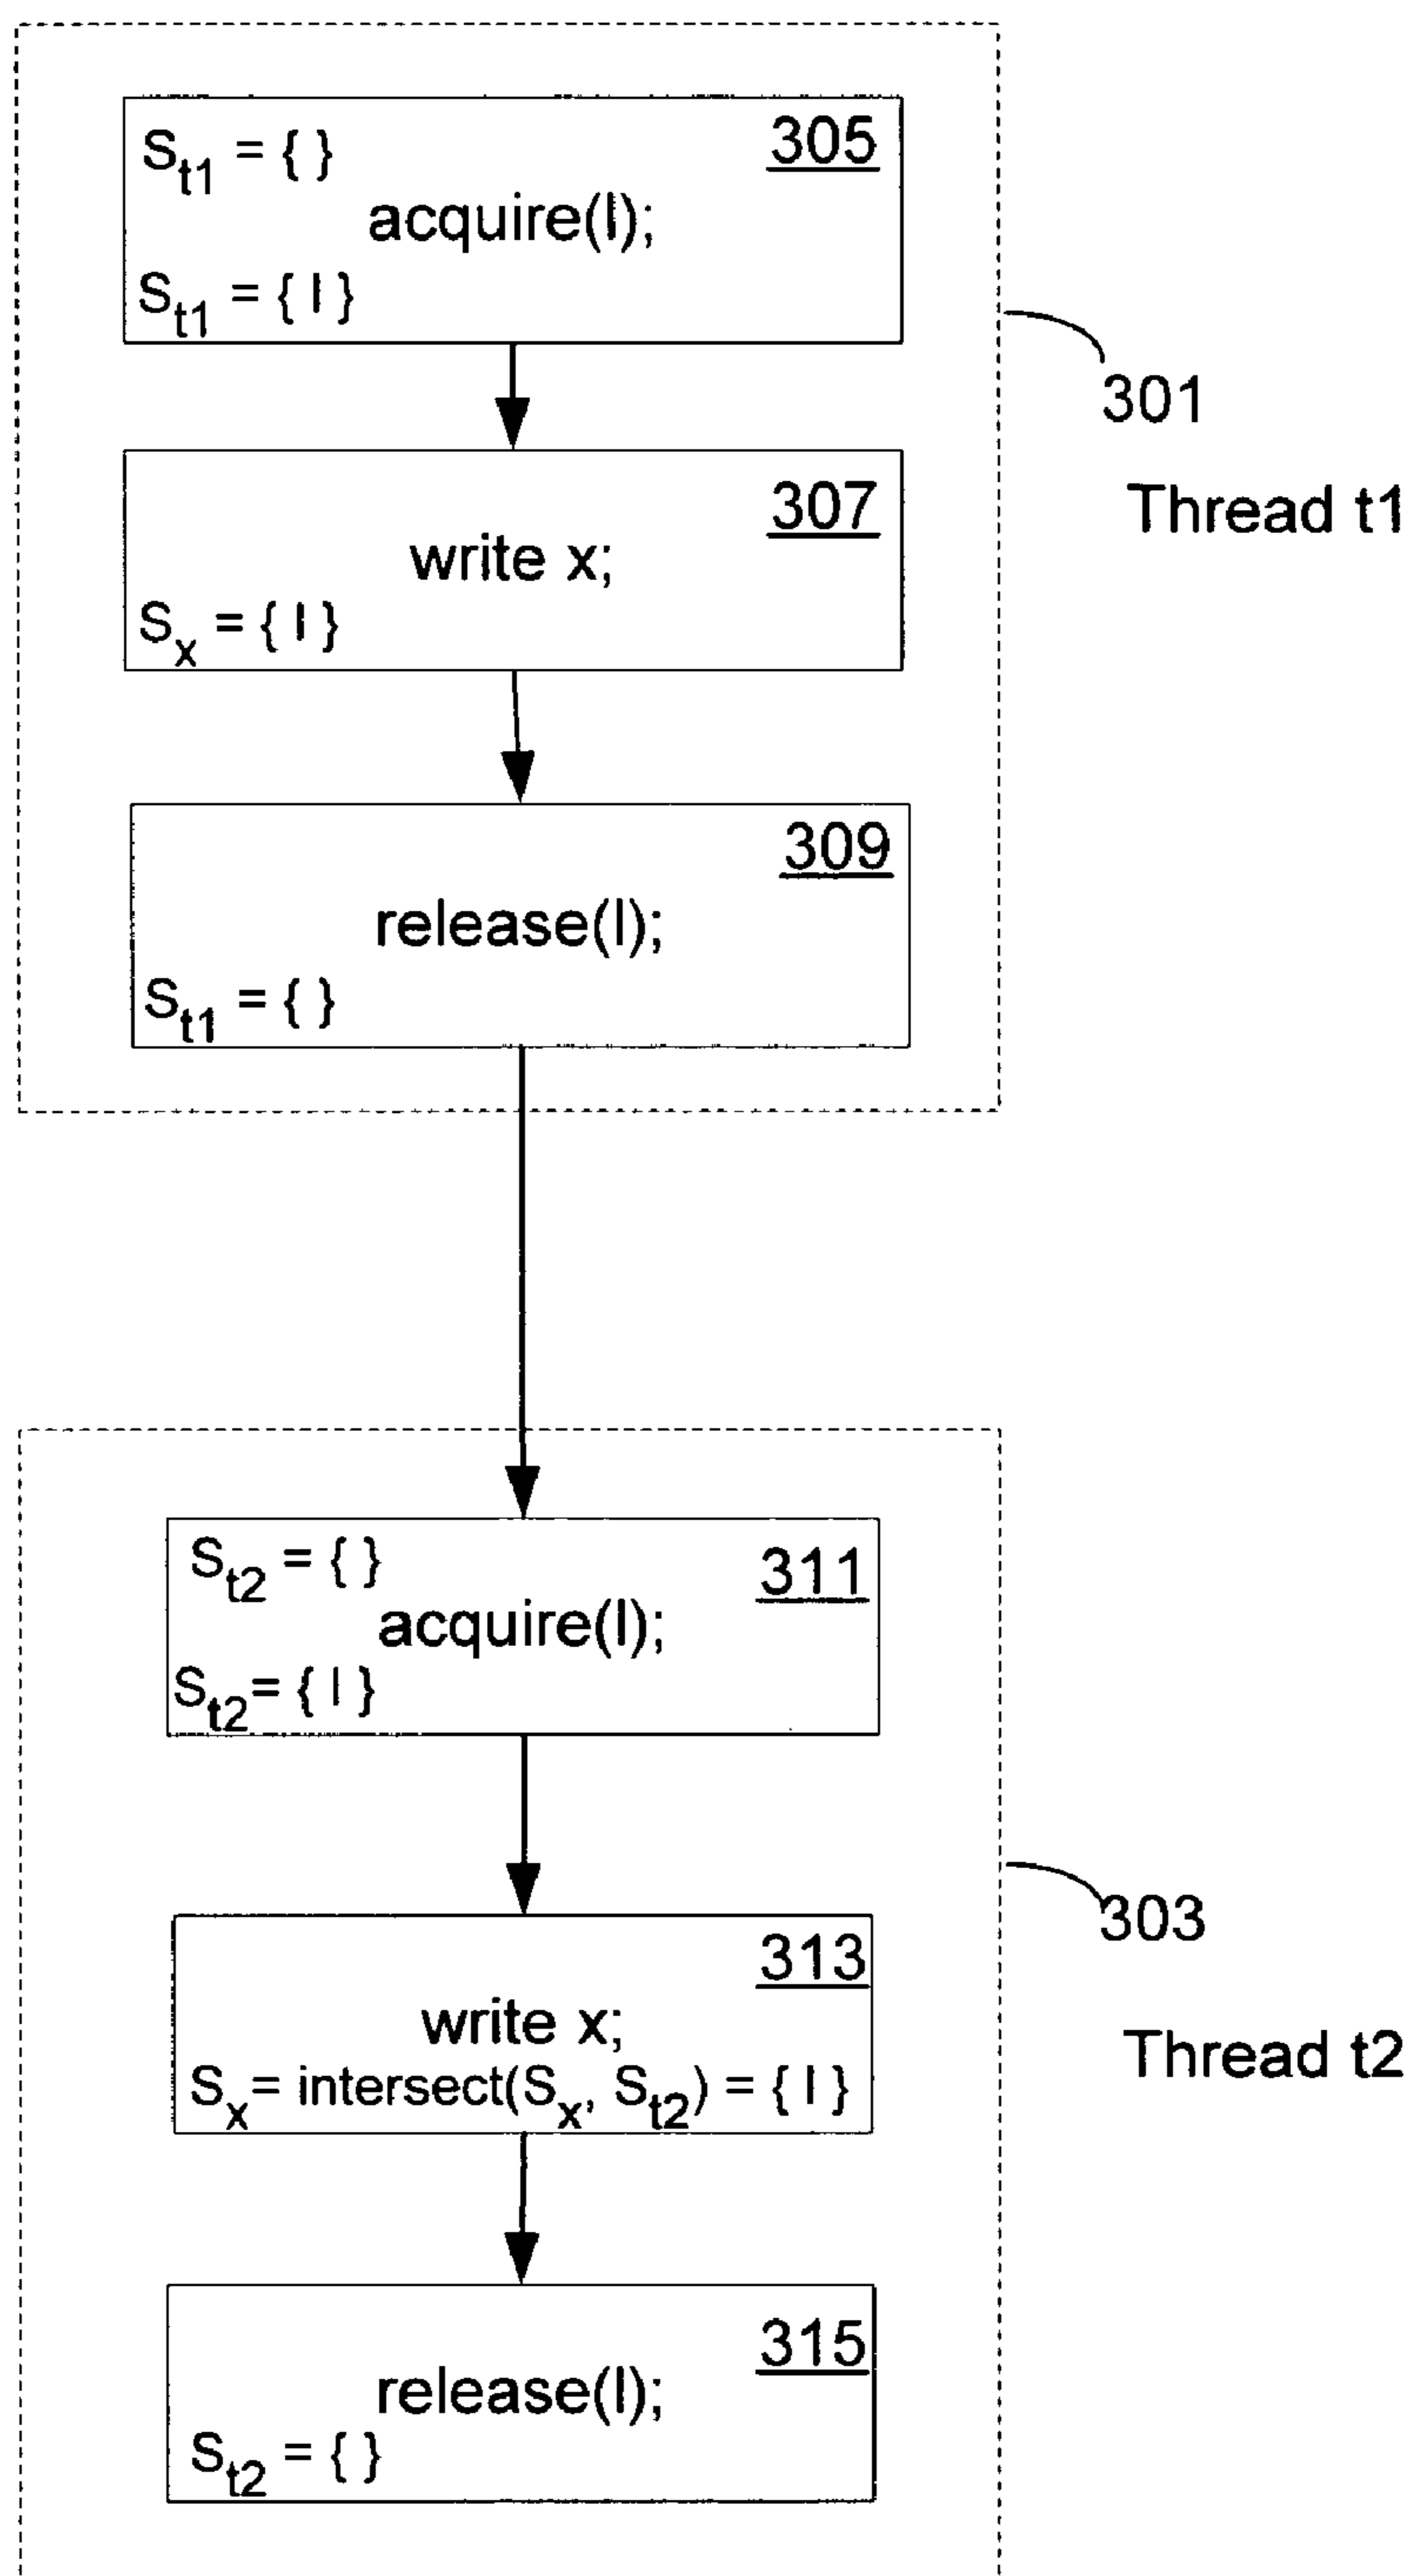 305
S_t1 = { }
acquire(l);
S_t1 = { l }
301
Thread t1
307
write x;
S_x = { l }
309
release(l);
S_t1 = { }
311
S_t2 = { }
acquire(l);
S_t2= { l }
303
Thread t2
313
write x;
S_x= intersect(S_x, S_t2) = { l }
315
release(l);
S_t2 = { }